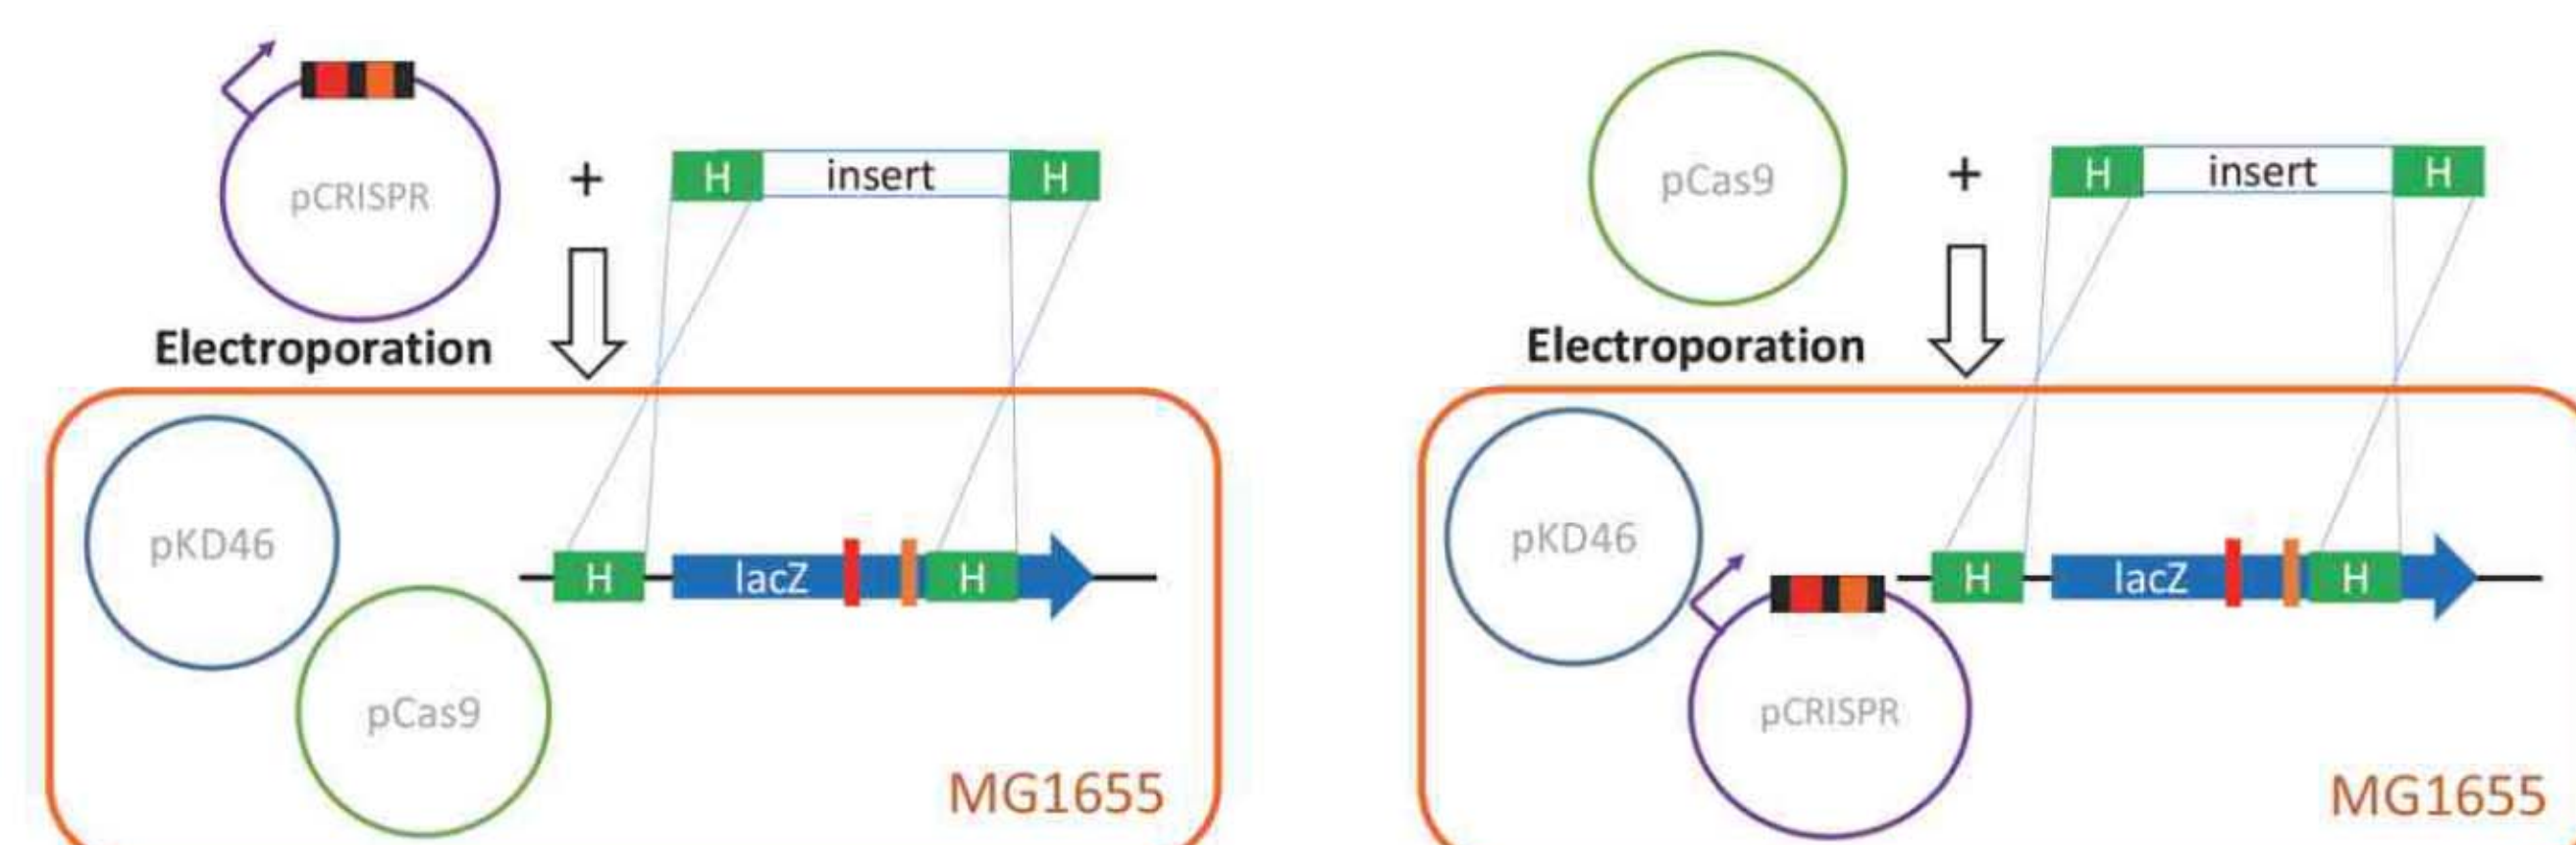 pCRISPR
+
H insert H
Electroporation
pKD46
H lacZ H
pCas9
MG1655
pCas9
+
H insert H
Electroporation
pKD46
H lacZ H
pCRISPR
MG1655